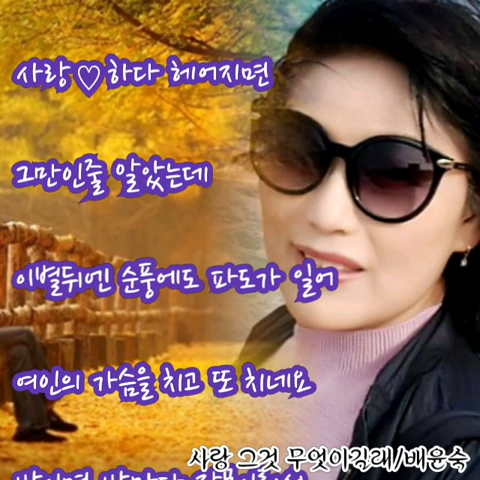 사랑♡하다 헤어지면
그만인줄 알았는데
이별뒤엔 순풍에도 파도가 일어
여인의 가슴을 치고 또 치네요
사랑 그것 무엇이길래/배윤숙